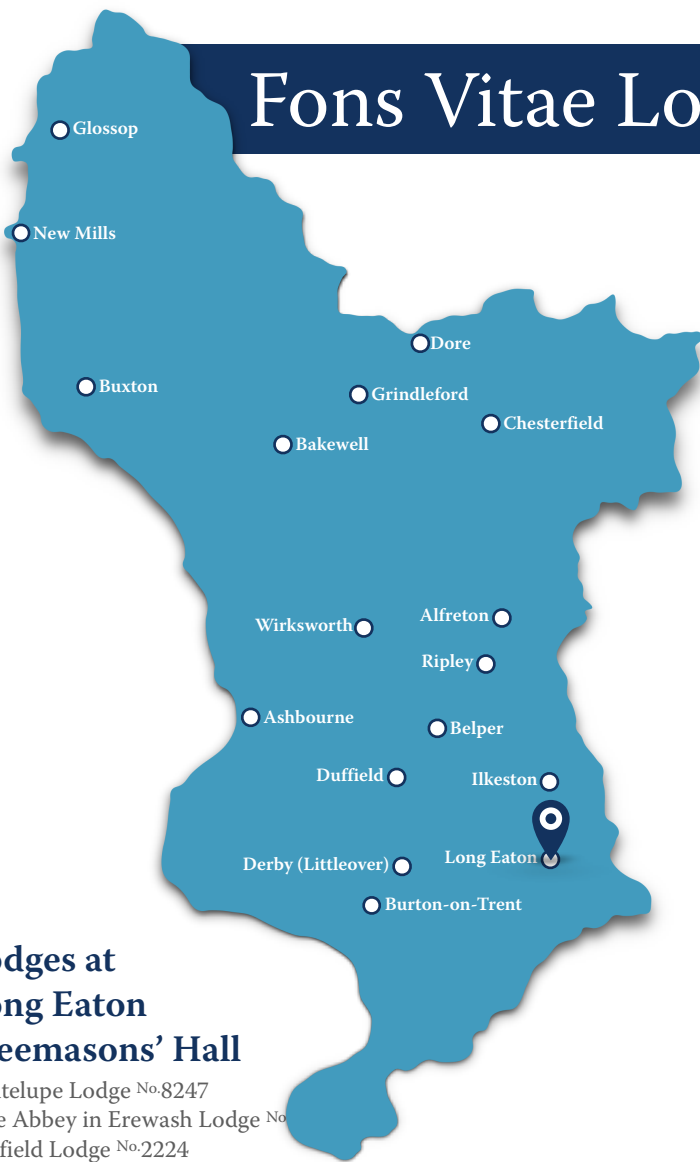 Fons Vitae Lo
Glossop
New Mills
Dore
Buxton
Grindleford
Chesterfield
Bakewell
Alfreton
Wirksworth
Ripley
Ashbourne
Belper
Duffield
Ilkeston
Long Eaton
Derby (Littleover)
Burton-on-Trent
dges at
ng Eaton
eemasons’ Hall
telupe Lodge No.8247
e Abbey in Erewash Lodge No
field Lodge No.2224